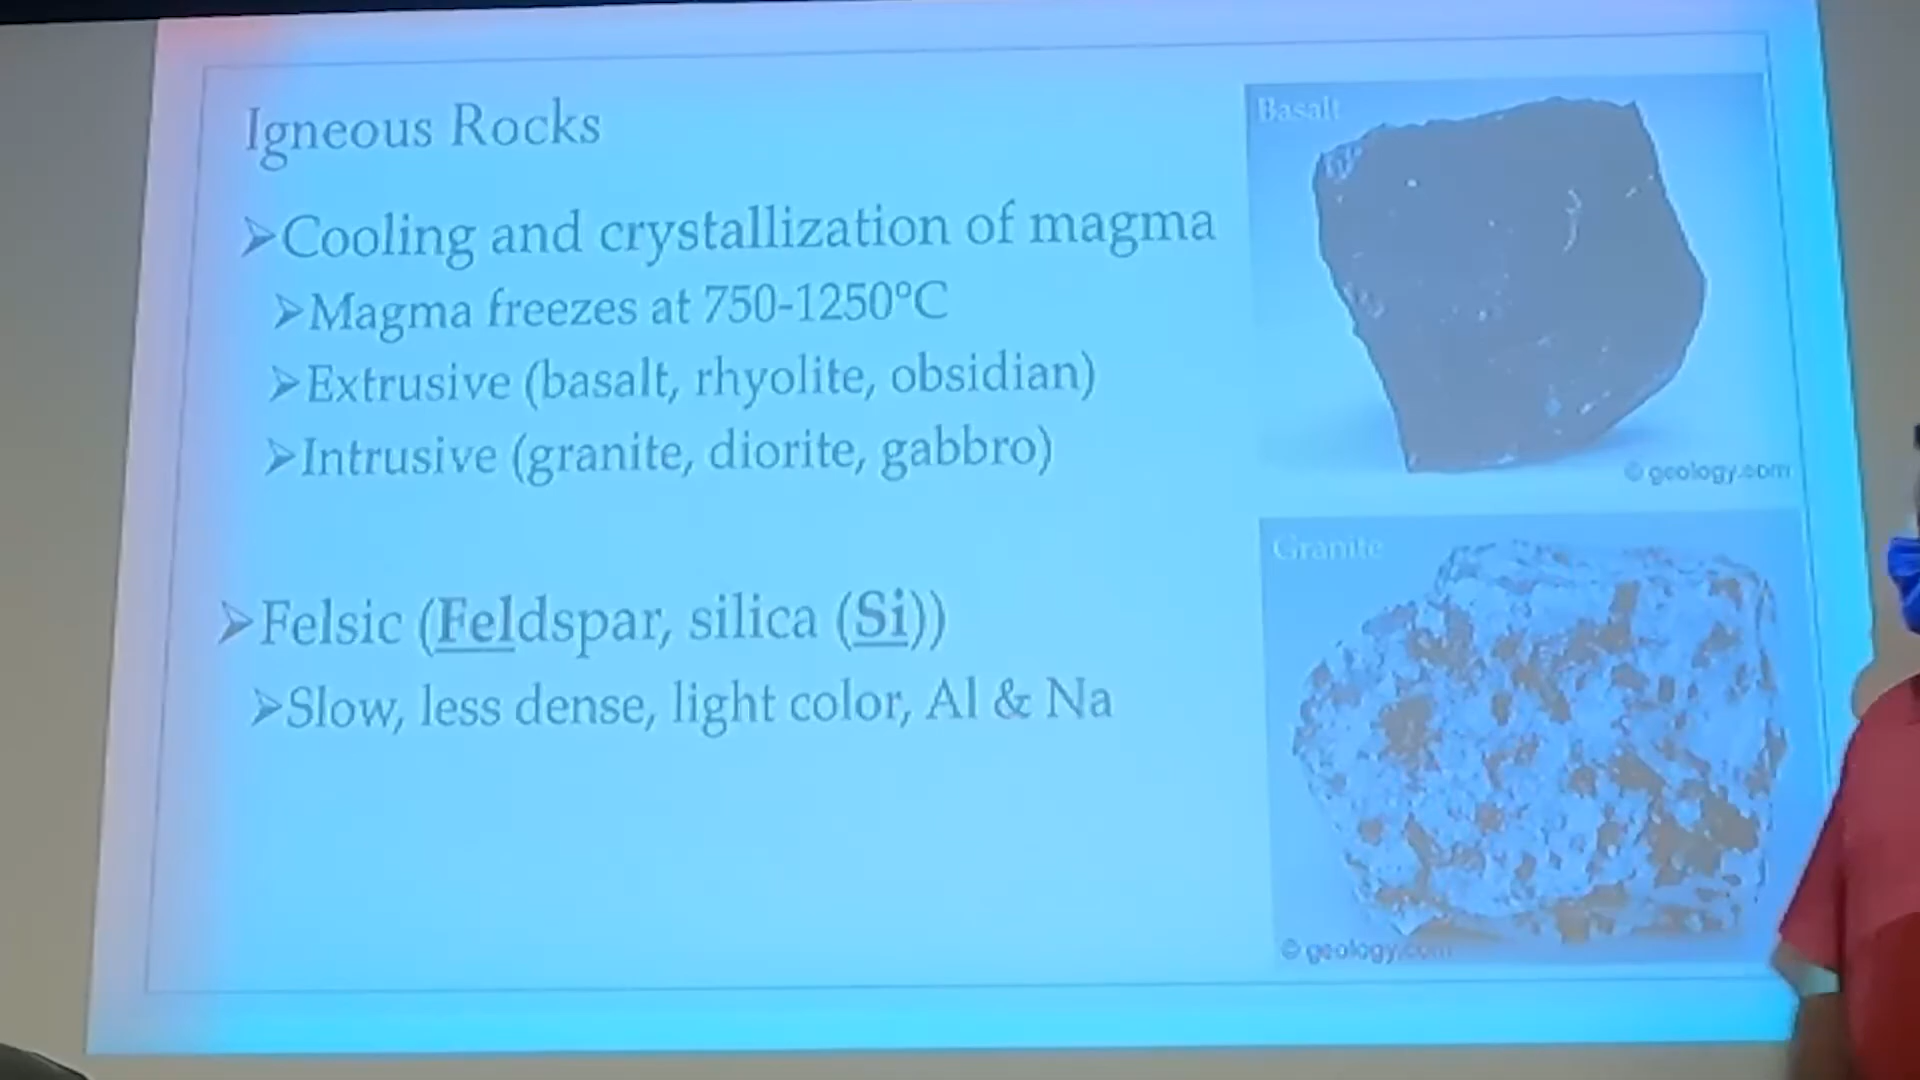 Igneous Rocks
➢Cooling and crystallization of magma
➢Magma freezes at 750-1250°C
➢Extrusive (basalt, rhyolite, obsidian)
➢Intrusive (granite, diorite, gabbro)
➢Felsic (Feldspar, silica (Si))
➢Slow, less dense, light color, Al & Na
Basalt
© geology.com
Granite
© geology.com